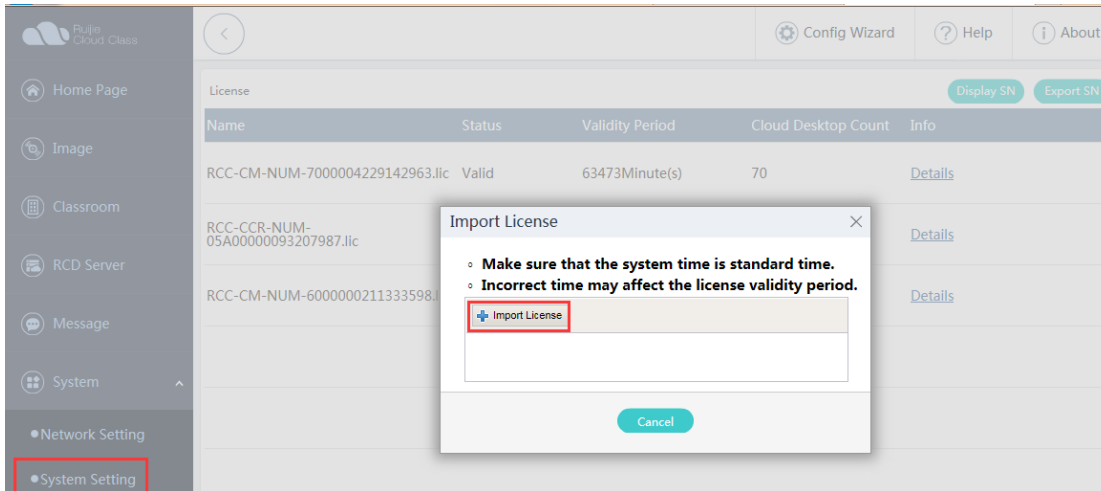 Ruijie
Cloud Class
Config Wizard
Help
About
Home Page
License
Display SN
Export SN
Name
Status
Validity Period
Cloud Desktop Count
Info
Image
RCC-CM-NUM-7000004229142963.lic
Valid
63473Minute(s)
70
Details
Classroom
RCC-CCR-NUM-
05A00000093207987.lic
Details
RCD Server
RCC-CM-NUM-6000000211333598.l
Details
Message
System
Network Setting
System Setting
Import License
Make sure that the system time is standard time.
Incorrect time may affect the license validity period.
Import License
Cancel